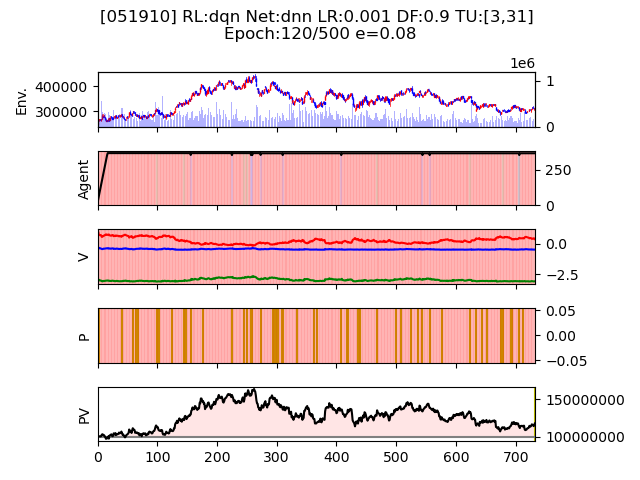 [051910] RL:dqn Net:dnn LR:0.001 DF:0.9 TU:[3,31]
Epoch:120/500 e=0.08
1e6
Env.
400000
300000
1
0
Agent
250
0
V
0.0
−2.5
P
0.05
0.00
−0.05
PV
150000000
100000000
0 100 200 300 400 500 600 700